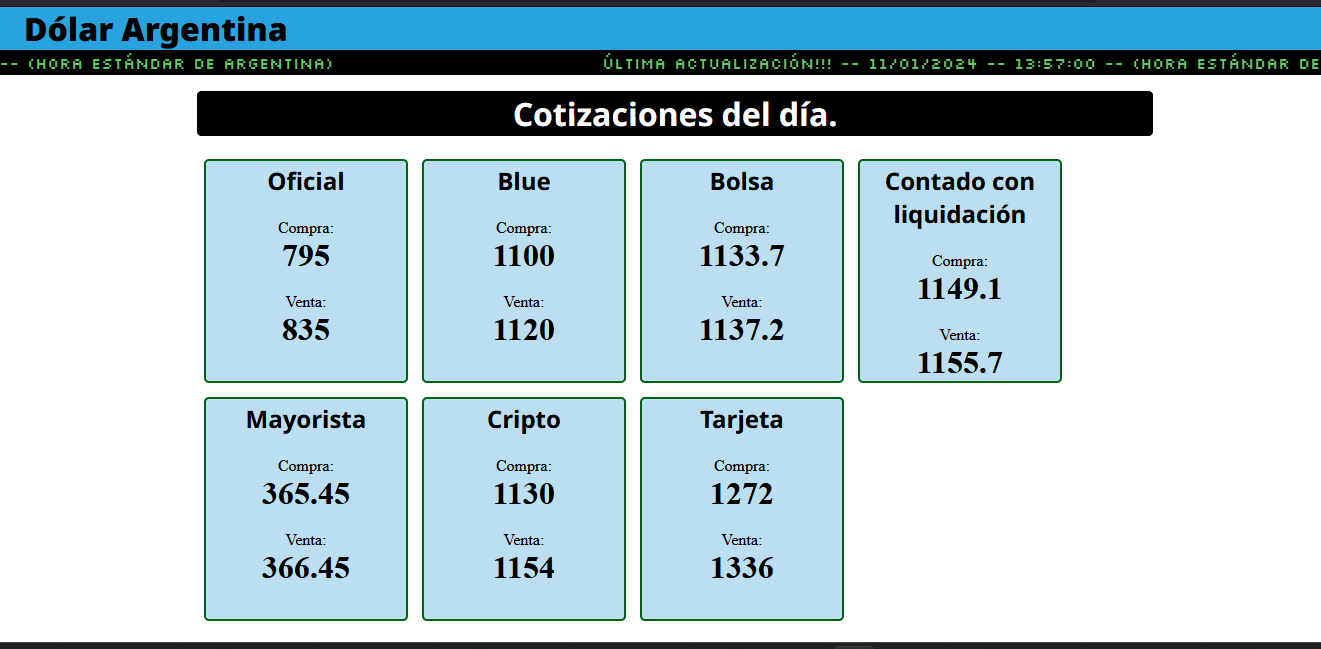 Dólar Argentina
-- (HORA ESTÁNDAR DE ARGENTINA) ÚLTIMA ACTUALIZACIÓN!!! -- 11/01/2024 -- 13:57:00 -- (HORA ESTÁNDAR DE
Cotizaciones del día.
Oficial
Compra:
795
Venta:
835
Blue
Compra:
1100
Venta:
1120
Bolsa
Compra:
1133.7
Venta:
1137.2
Contado con
liquidación
Compra:
1149.1
Venta:
1155.7
Mayorista
Compra:
365.45
Venta:
366.45
Cripto
Compra:
1130
Venta:
1154
Tarjeta
Compra:
1272
Venta:
1336